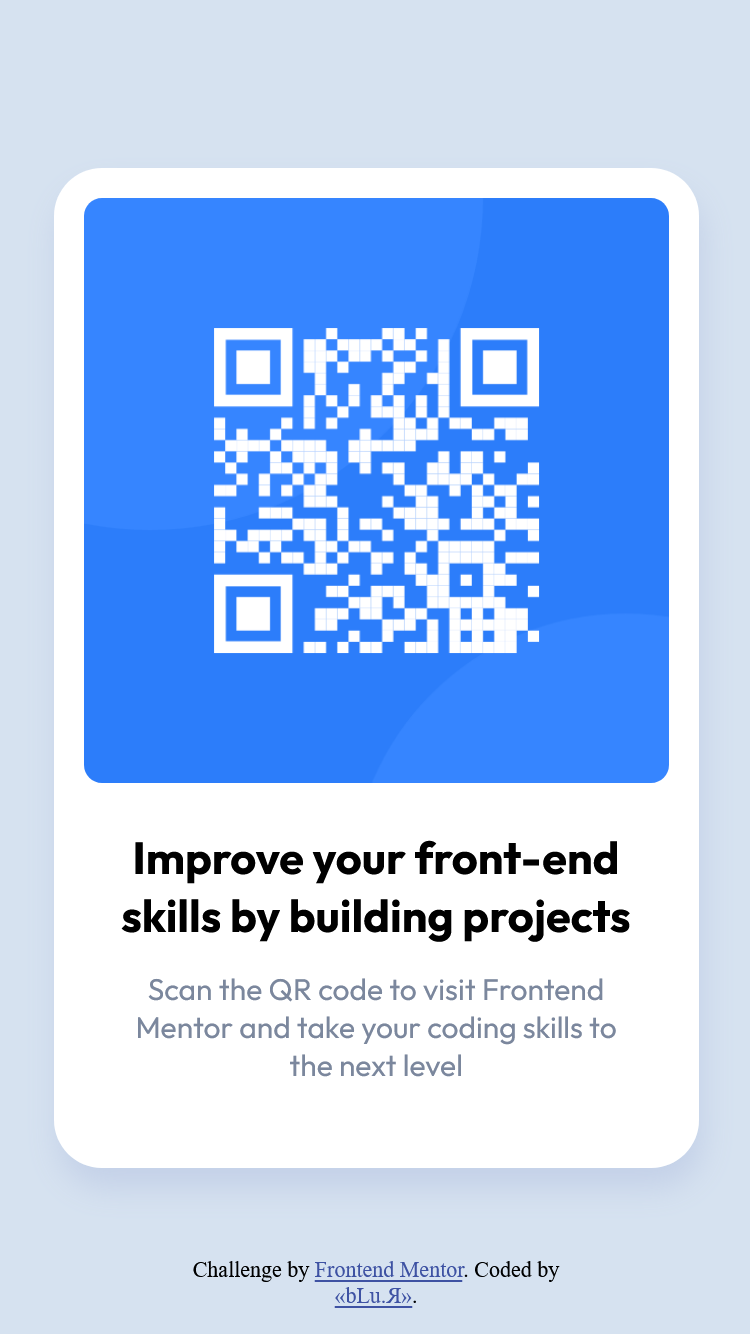 Improve your front-end
skills by building projects
Scan the QR code to visit Frontend
Mentor and take your coding skills to
the next level
Challenge by Frontend Mentor. Coded by
«bLu.Я».